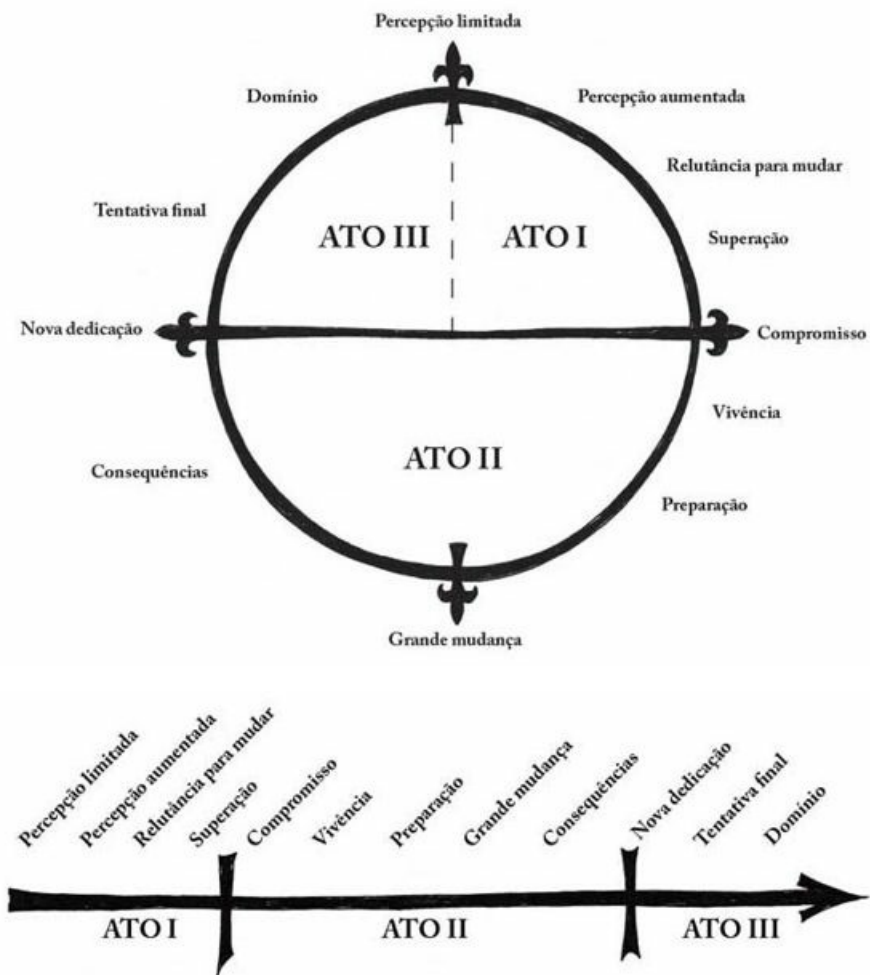 Percepção limitada
Domínio
Percepção aumentada
Relutância para mudar
Tentativa final
ATO III
ATO I
Superação
Nova dedicação
Compromisso
Vivência
Consequências
ATO II
Preparação
Grande mudança
Percepção limitada
Percepção aumentada
Relutância para mudar
Superação
Compromisso
Vivência
Preparação
Grande mudança
Consequências
Nova dedicação
Tentativa final
Domínio
ATO I
ATO II
ATO III